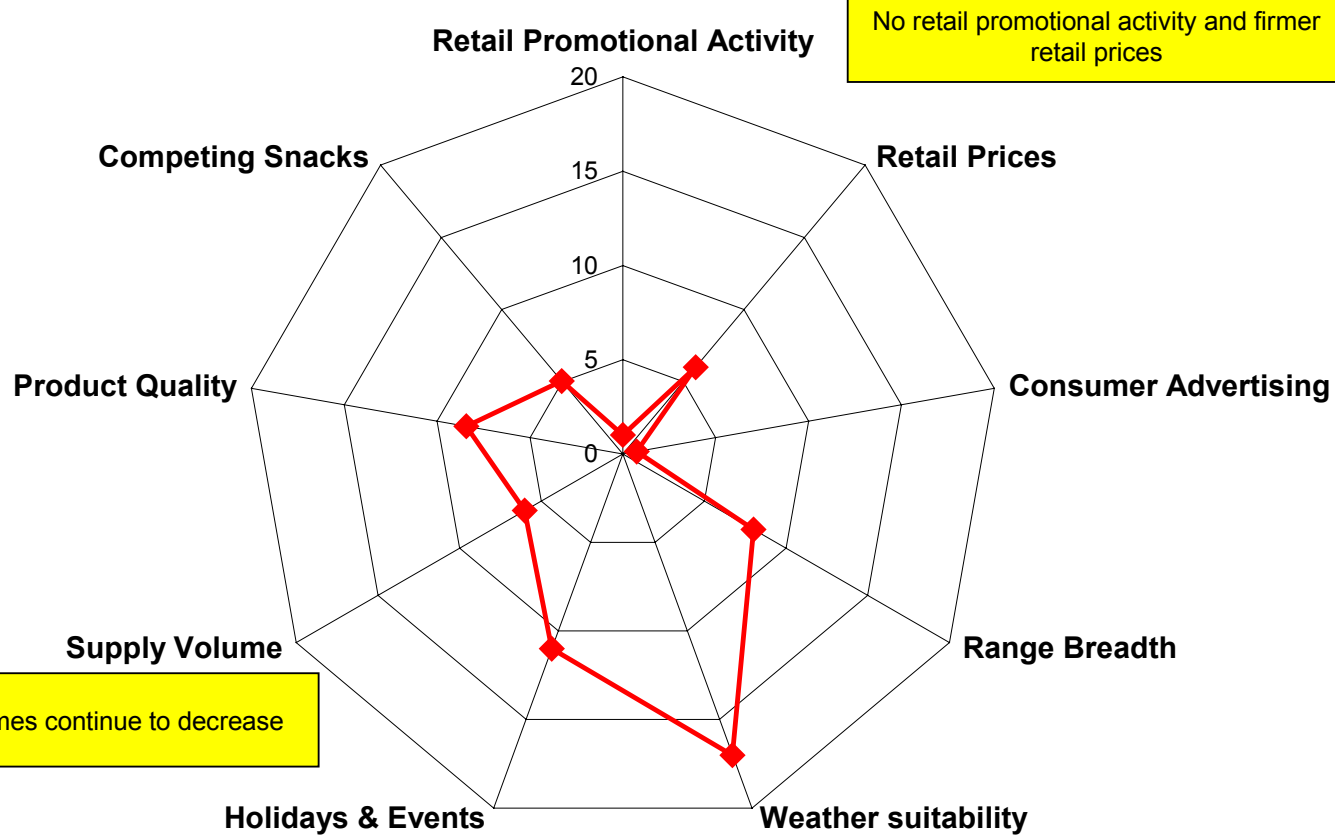 No retail promotional activity and firmer
retail prices
Retail Promotional Activity
20
Competing Snacks
Retail Prices
15
10
Product Quality
5
Consumer Advertising
0
Supply Volume
Range Breadth
continue to decrease
Holidays & Events
Weather suitability